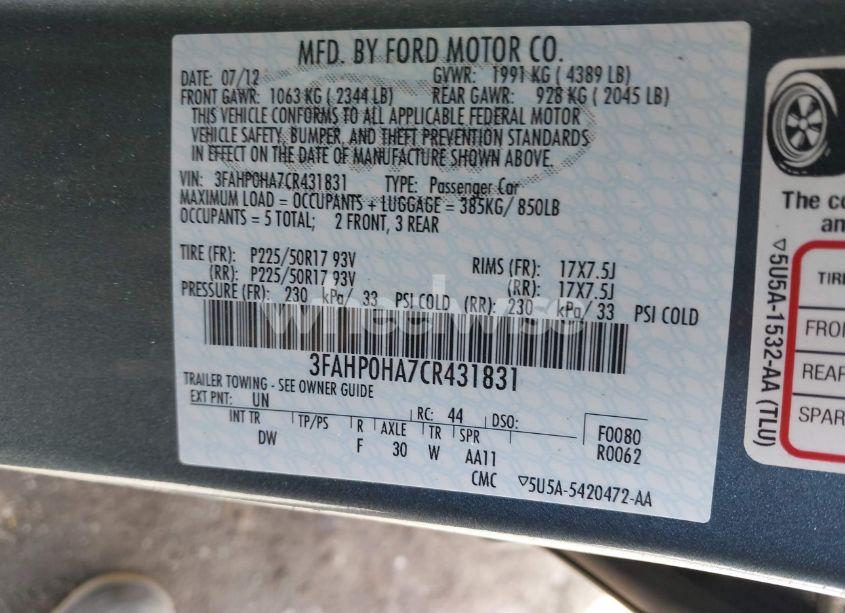 MFD. BY FORD MOTOR CO.
DATE: 07/12 GVWR: 1991 KG ( 4389 LB)
FRONT GAWR: 1063 KG ( 2344 LB) REAR GAWR: 928 KG ( 2045 LB)
THIS VEHICLE CONFORMS TO ALL APPLICABLE FEDERAL MOTOR
VEHICLE SAFETY, BUMPER, AND THEFT PREVENTION STANDARDS
IN EFFECT ON THE DATE OF MANUFACTURE SHOWN ABOVE.
VIN: 3FAHP0HA7CR431831 TYPE: Passenger Car
MAXIMUM LOAD = OCCUPANTS + LUGGAGE = 385KG/ 850LB
OCCUPANTS = 5 TOTAL; 2 FRONT, 3 REAR
TIRE (FR): P225/50R17 93V RIMS (FR): 17X7.5J
(RR): P225/50R17 93V (RR): 17X7.5J
PRESSURE (FR): 230 kPa/ 33 PSI COLD (RR): 230 kPa/ 33 PSI COLD
wheelwise
3FAHP0HA7CR431831
TRAILER TOWING - SEE OWNER GUIDE
EXT PNT: UN RC: 44 DSO:
INT TR TP/PS R AXLE TR SPR F0080
DW F 30 W AA11 R0062
CMC ▽5U5A-5420472-AA
The co
an
TIRE
FRO
REAR
SPAR
▽5U5A-1532-AA (TLU)